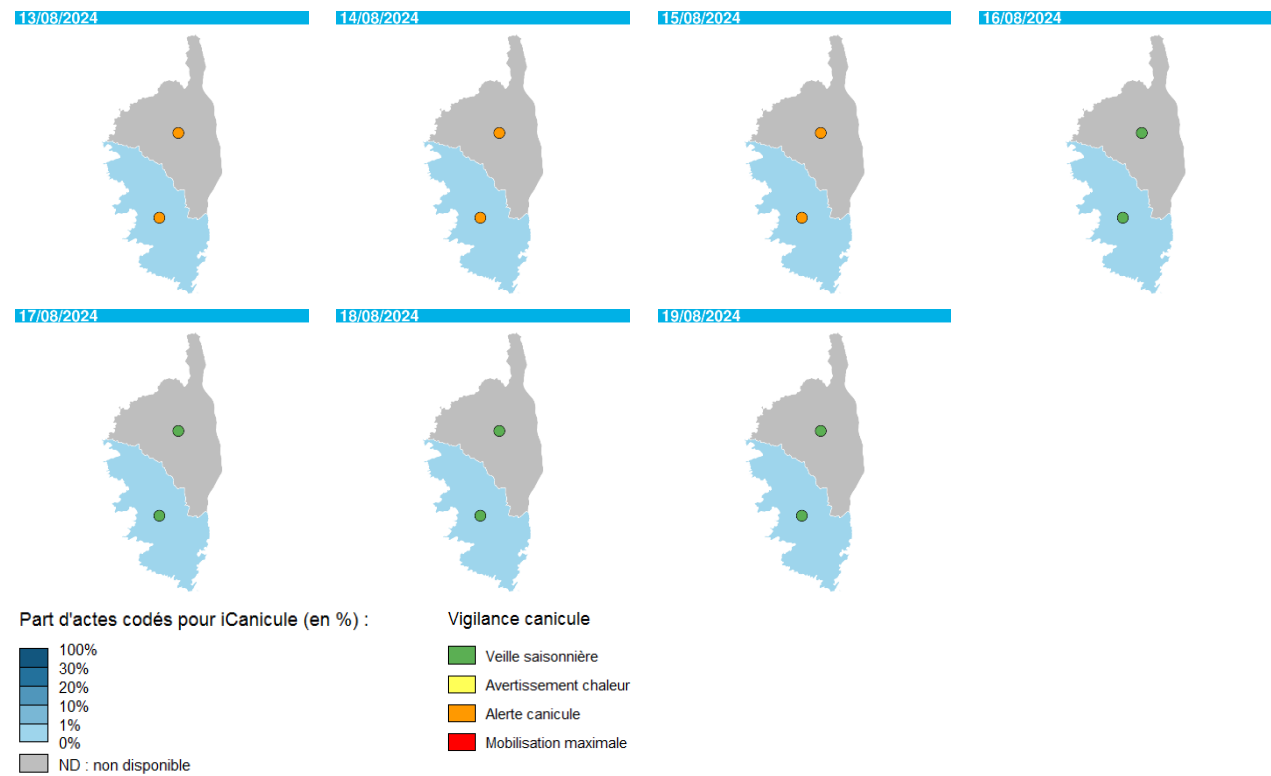 13/08/2024
14/08/2024
15/08/2024
16/08/2024
17/08/2024
18/08/2024
19/08/2024
Part d'actes codés pour iCanicule (en %) :
100%
30%
20%
10%
1%
0%
ND : non disponible
Vigilance canicule
Veille saisonnière
Avertissement chaleur
Alerte canicule
Mobilisation maximale